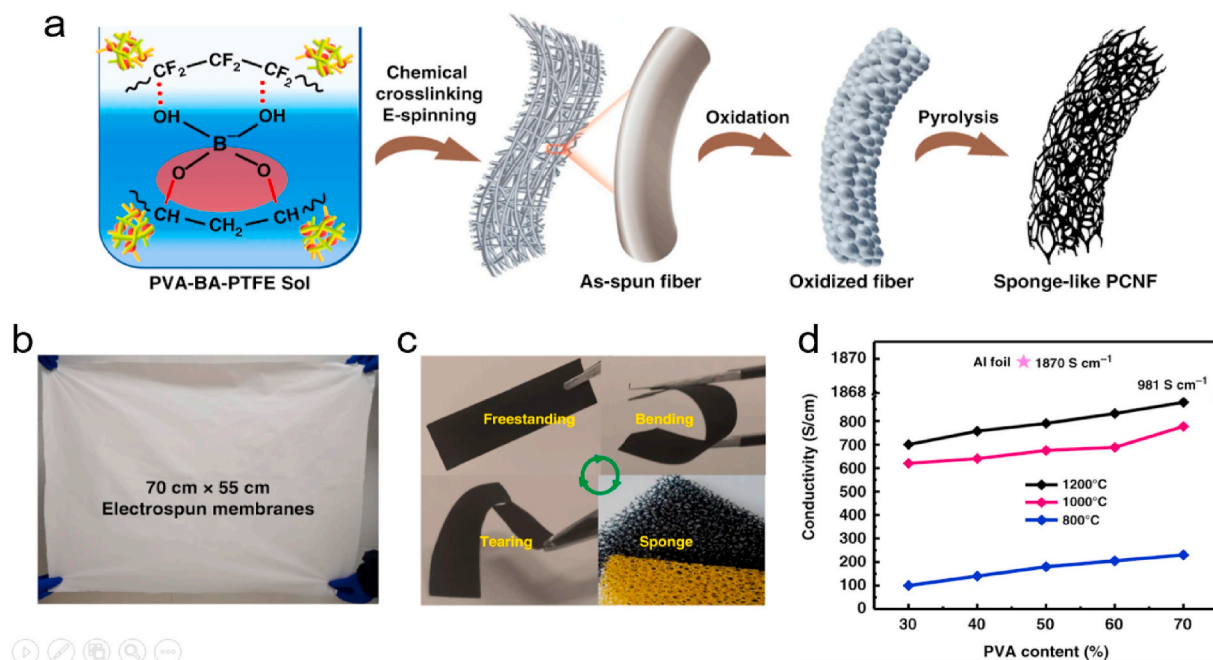 a
CF2
CF2
CF2
OH
OH
B−
O
O
CH
CH2
CH
PVA-BA-PTFE Sol
Chemical
crosslinking
E-spinning
As-spun fiber
Oxidation
Oxidized fiber
Pyrolysis
Sponge-like PCNF
b
70 cm × 55 cm
Electrospun membranes
c
Freestanding
Bending
Tearing
Sponge
d
Conductivity (S/cm)
1870
1868
800
700
600
500
400
300
200
100
0
Al foil ★ 1870 S cm⁻¹
981 S cm⁻¹
1200°C
1000°C
800°C
30 40 50 60 70
PVA content (%)